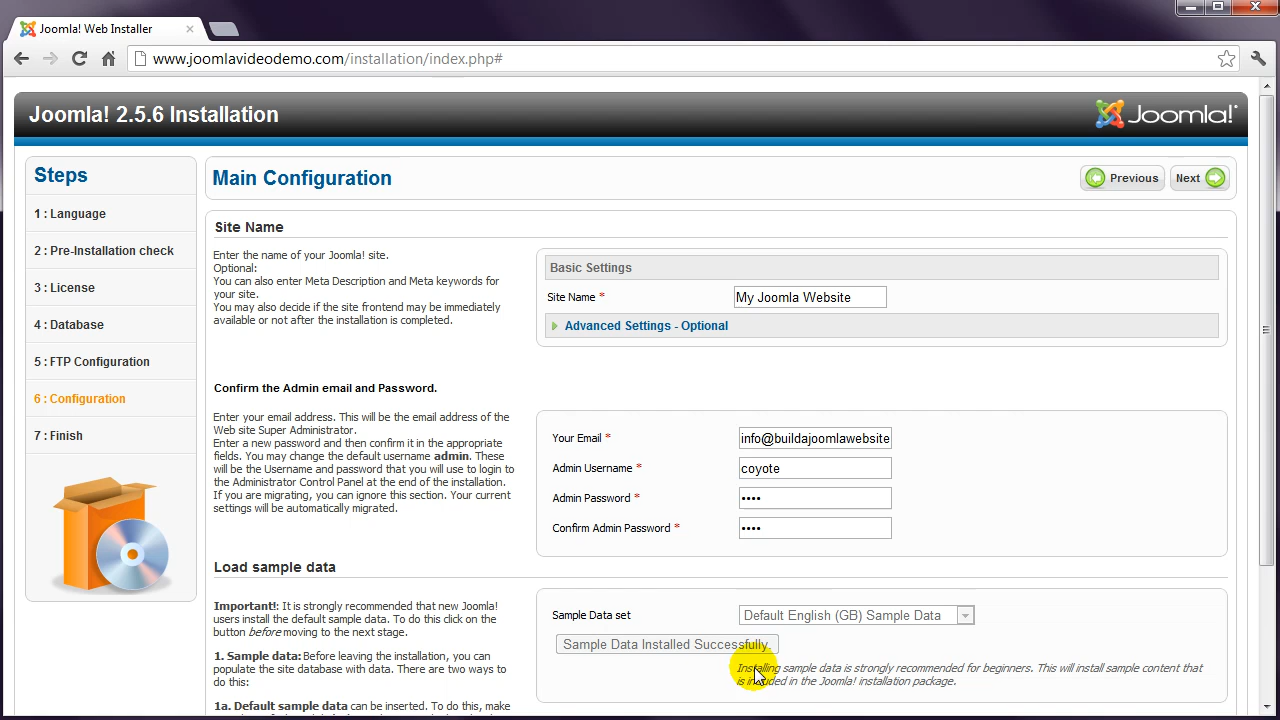 Joomla! Web Installer
www.joomlavideodemo.com/installation/index.php#
Joomla! 2.5.6 Installation
Joomla!
Steps
1 : Language
2 : Pre-Installation check
3 : License
4 : Database
5 : FTP Configuration
6 : Configuration
7 : Finish
Main Configuration
Previous
Next
Site Name
Enter the name of your Joomla! site.
Optional:
You can also enter Meta Description and Meta keywords for
your site.
You may also decide if the site frontend may be immediately
available or not after the installation is completed.
Basic Settings
Site Name *
My Joomla Website
Advanced Settings - Optional
Confirm the Admin email and Password.
Enter your email address. This will be the email address of the
Web site Super Administrator.
Enter a new password and then confirm it in the appropriate
fields. You may change the default username admin. These
will be the Username and password that you will use to login to
the Administrator Control Panel at the end of the installation.
If you are migrating, you can ignore this section. Your current
settings will be automatically migrated.
Your Email *
info@buildajoomlawebsite
Admin Username *
coyote
Admin Password *
••••
Confirm Admin Password *
••••
Load sample data
Important!: It is strongly recommended that new Joomla!
users install the default sample data. To do this click on the
button before moving to the next stage.
1. Sample data: Before leaving the installation, you can
populate the site database with data. There are two ways to
do this:
1a. Default sample data can be inserted. To do this, make
Sample Data set
Default English (GB) Sample Data
Sample Data Installed Successfully.
Installing sample data is strongly recommended for beginners. This will install sample content that
is included in the Joomla! installation package.